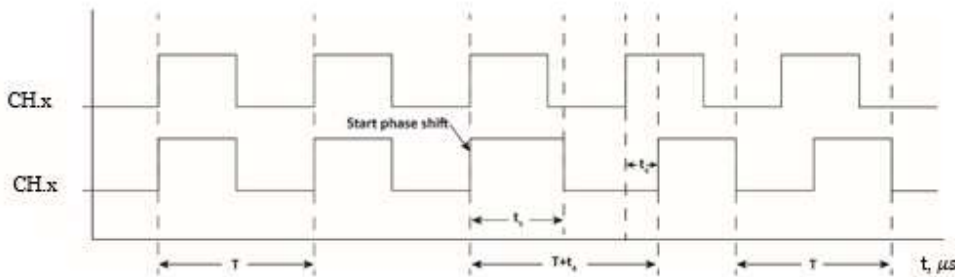 CH.x
Start phase shift
CH.x
T
T+t
T
t, μs